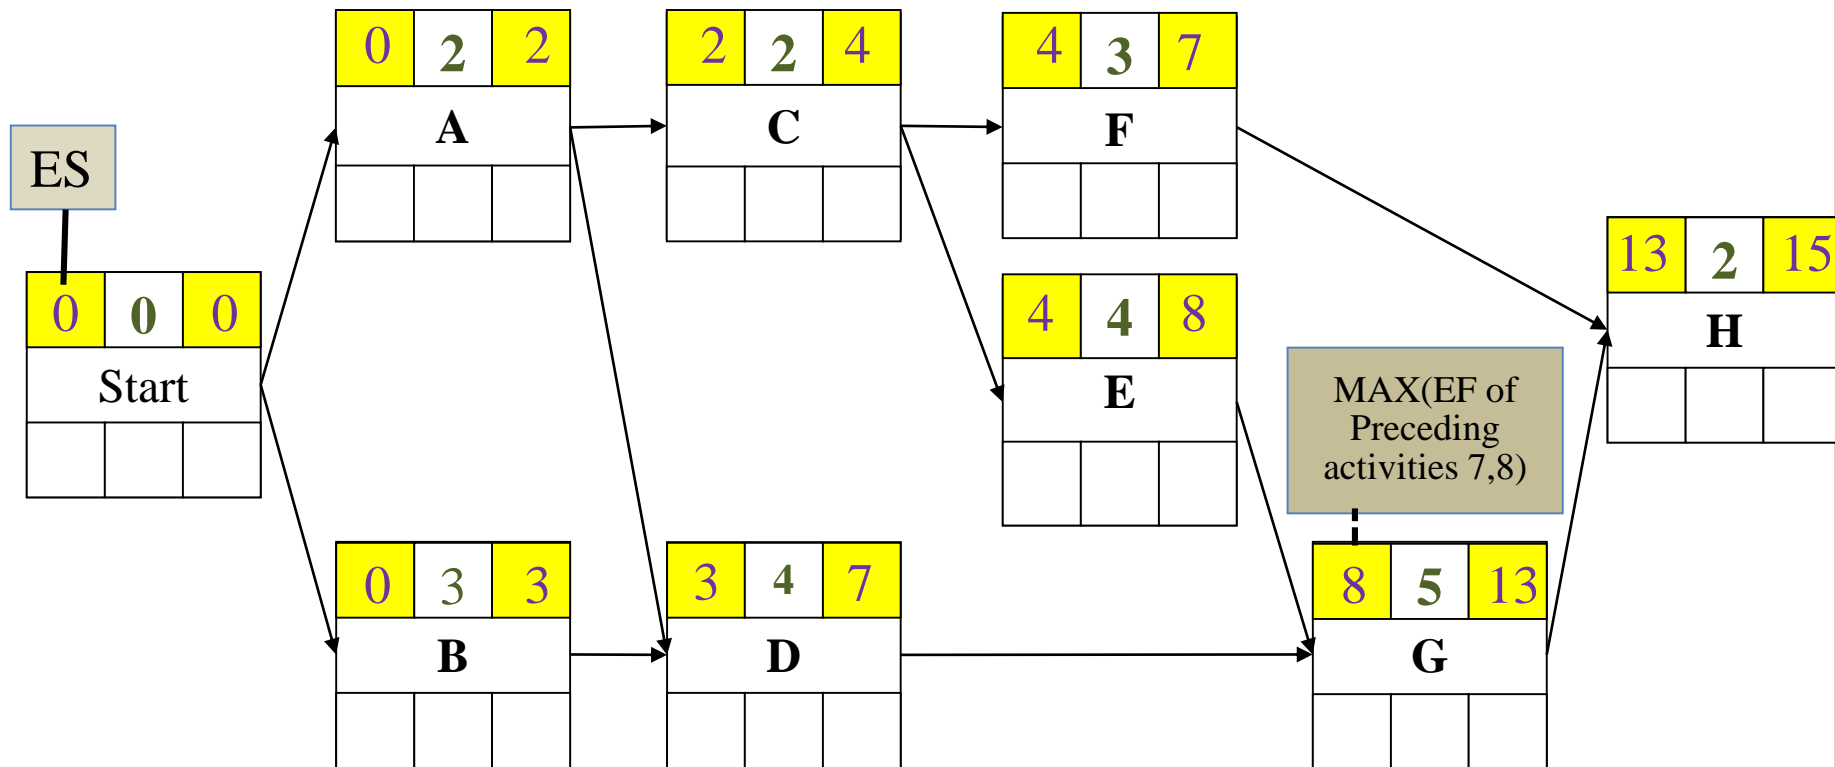 0 2 2
A
2 2 4
C
4 3 7
F
ES
0 0 0
Start
4 4 8
E
MAX(EF of
Preceding
activities 7,8)
13 2 15
H
0 3 3
B
3 4 7
D
8 5 13
G